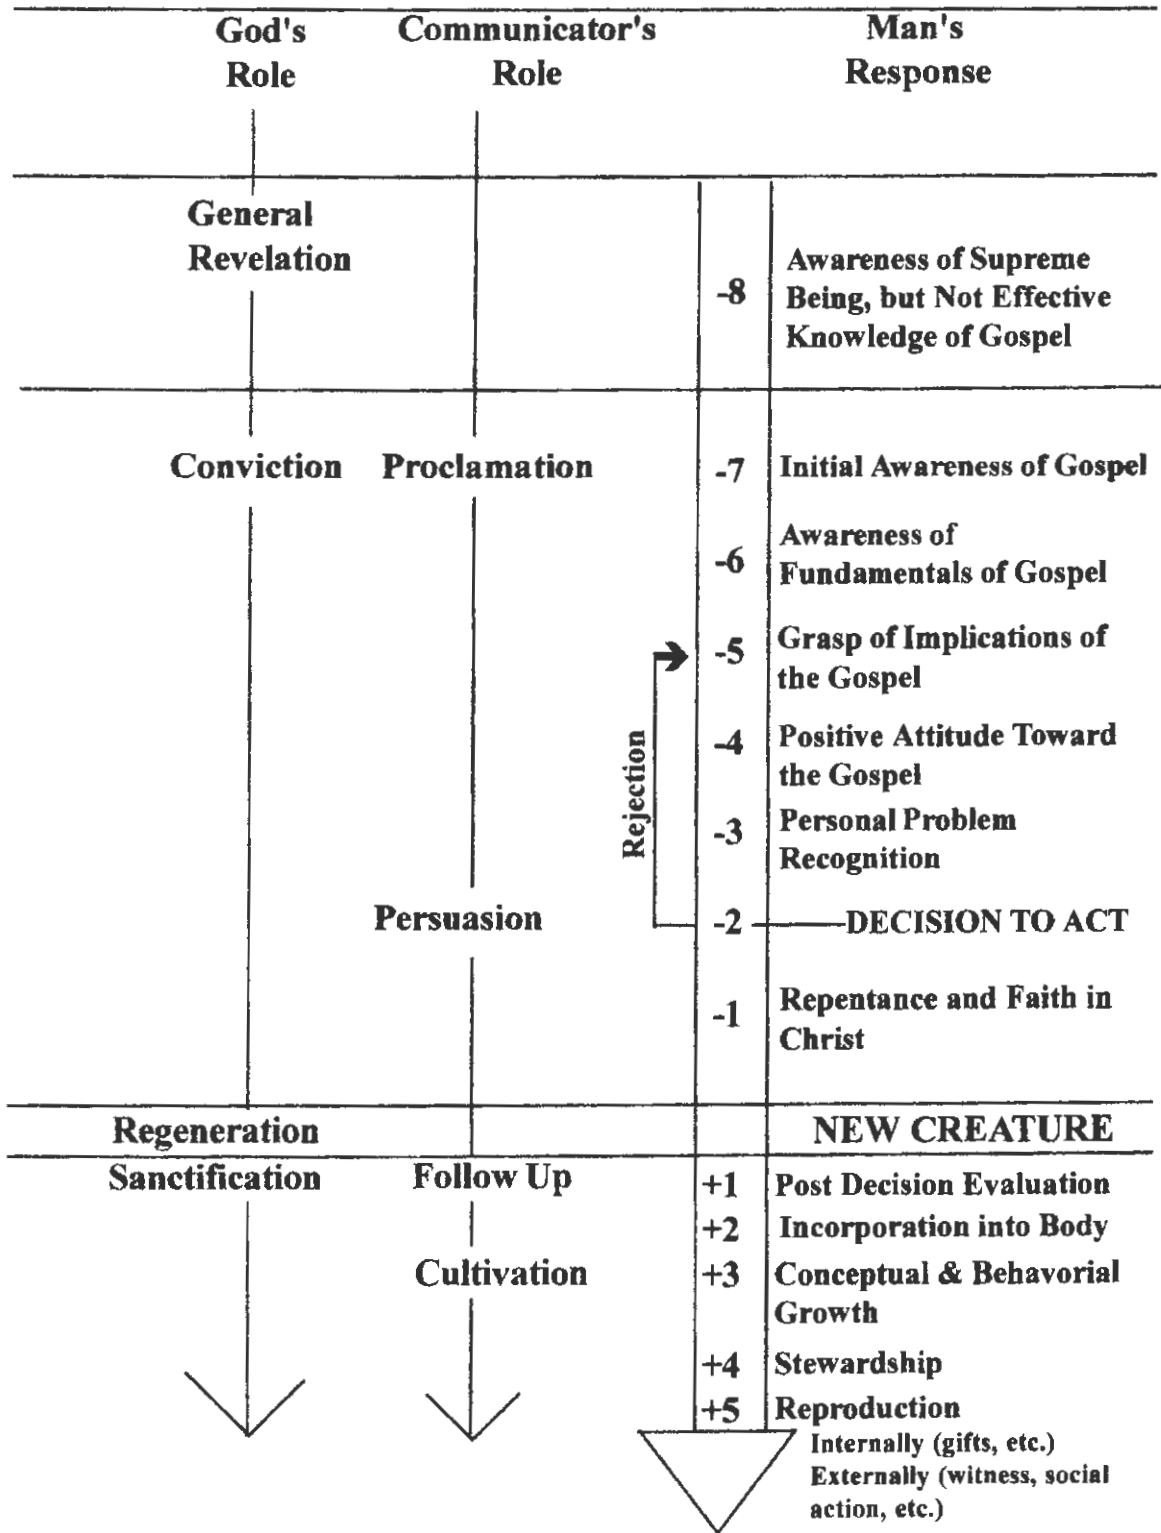 God's
Role
Communicator's
Role
Man's
Response
General
Revelation
-8
Awareness of Supreme
Being, but Not Effective
Knowledge of Gospel
Conviction
Proclamation
-7
Initial Awareness of Gospel
-6
Awareness of
Fundamentals of Gospel
-5
Grasp of Implications of
the Gospel
Rejection
-4
Positive Attitude Toward
the Gospel
-3
Personal Problem
Recognition
Persuasion
-2
DECISION TO ACT
-1
Repentance and Faith in
Christ
Regeneration
NEW CREATURE
Sanctification
Follow Up
+1
Post Decision Evaluation
+2
Incorporation into Body
Cultivation
+3
Conceptual & Behavorial
Growth
+4
Stewardship
+5
Reproduction
Internally (gifts, etc.)
Externally (witness, social
action, etc.)